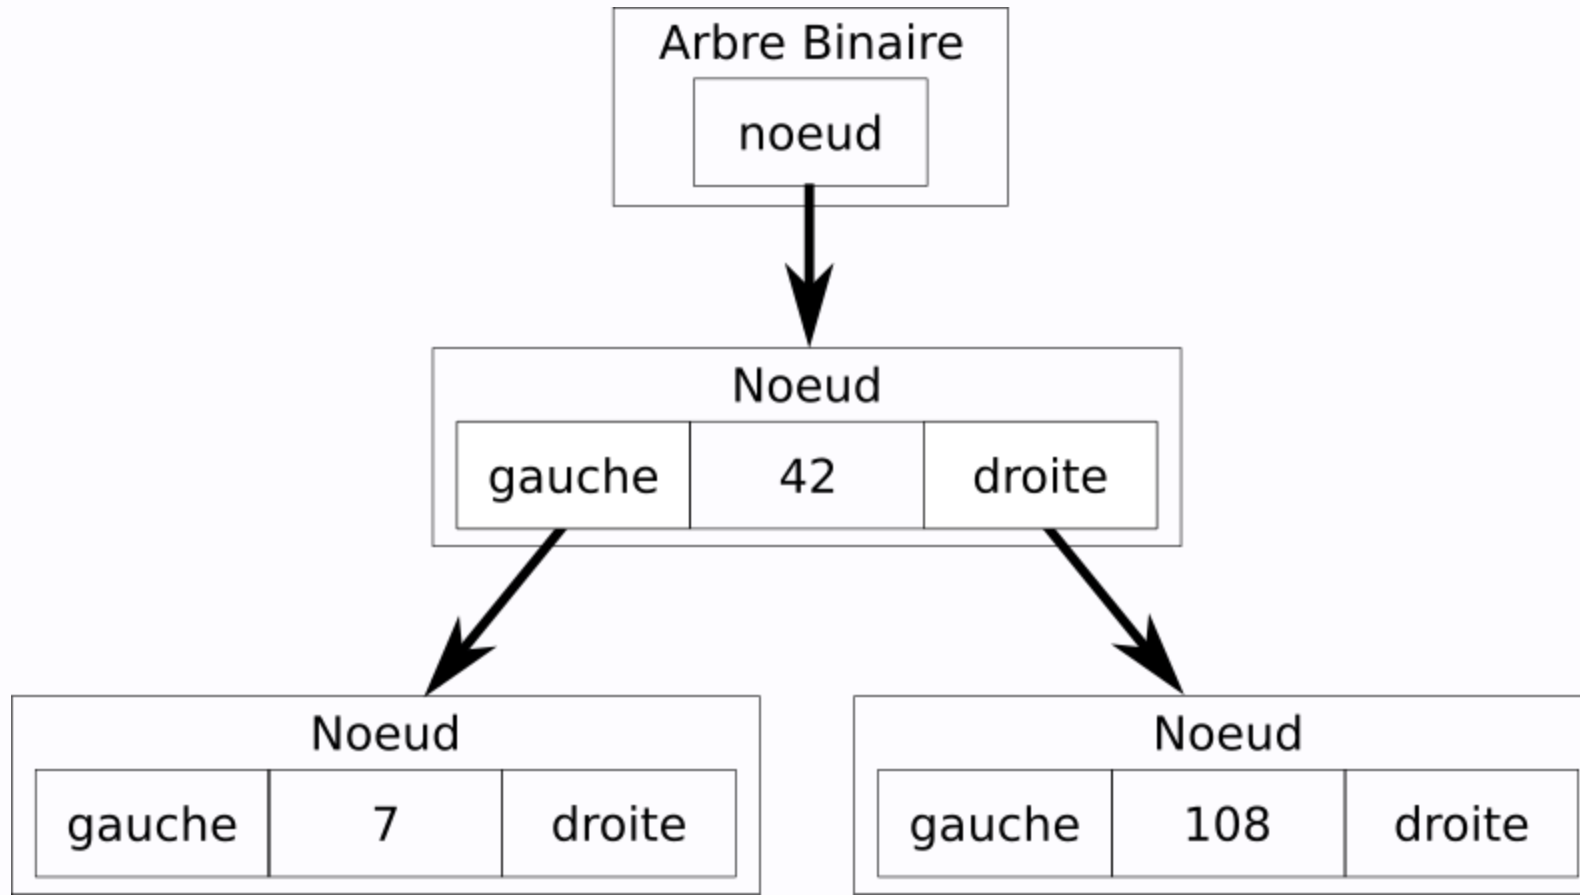 Arbre Binaire
noeud
Noeud
gauche 42 droite
Noeud
gauche 7 droite
Noeud
gauche 108 droite